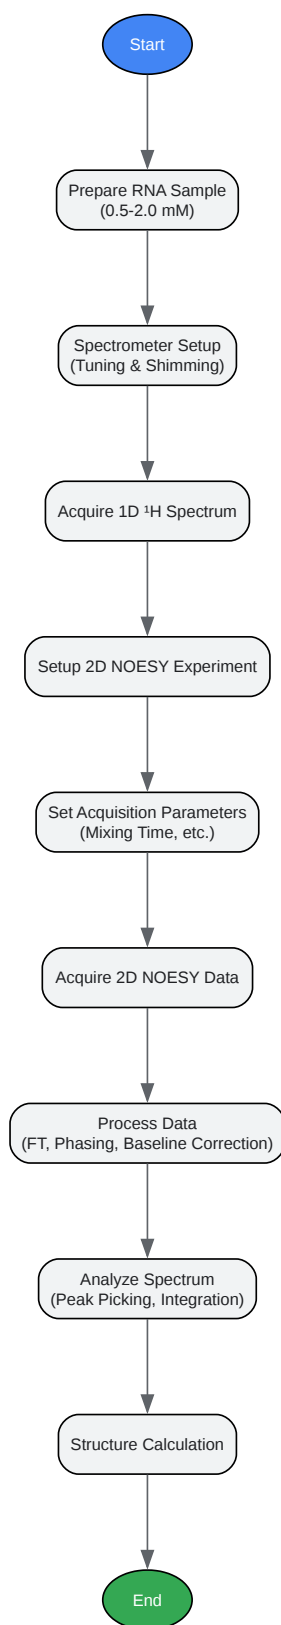 Start
Prepare RNA Sample
(0.5-2.0 mM)
Spectrometer Setup
(Tuning & Shimming)
Acquire 1D ¹H Spectrum
Setup 2D NOESY Experiment
Set Acquisition Parameters
(Mixing Time, etc.)
Acquire 2D NOESY Data
Process Data
(FT, Phasing, Baseline Correction)
Analyze Spectrum
(Peak Picking, Integration)
Structure Calculation
End